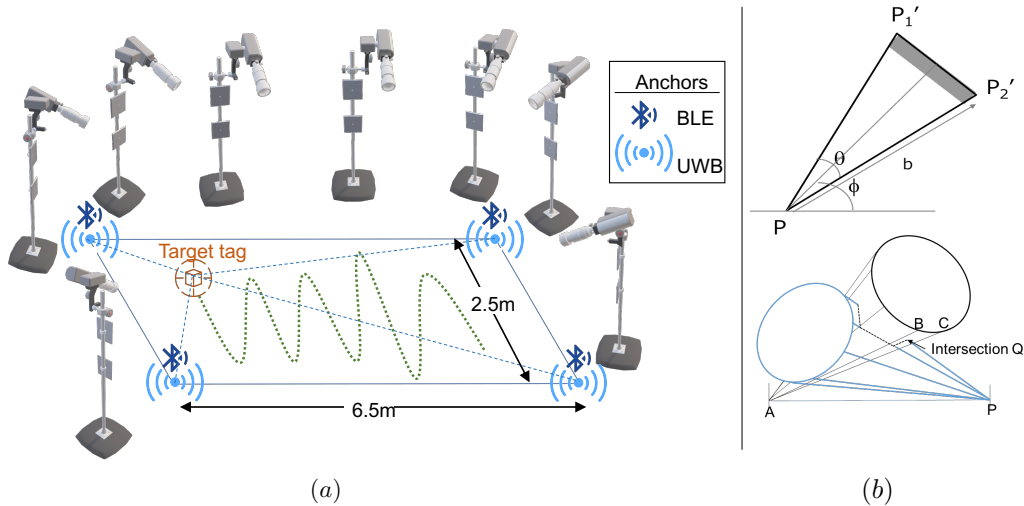 Anchors
BLE
UWB
Target tag
2.5m
6.5m
(a)
P₁′
P₂′
θ
b
ϕ
P
B C
Intersection Q
A
P
(b)